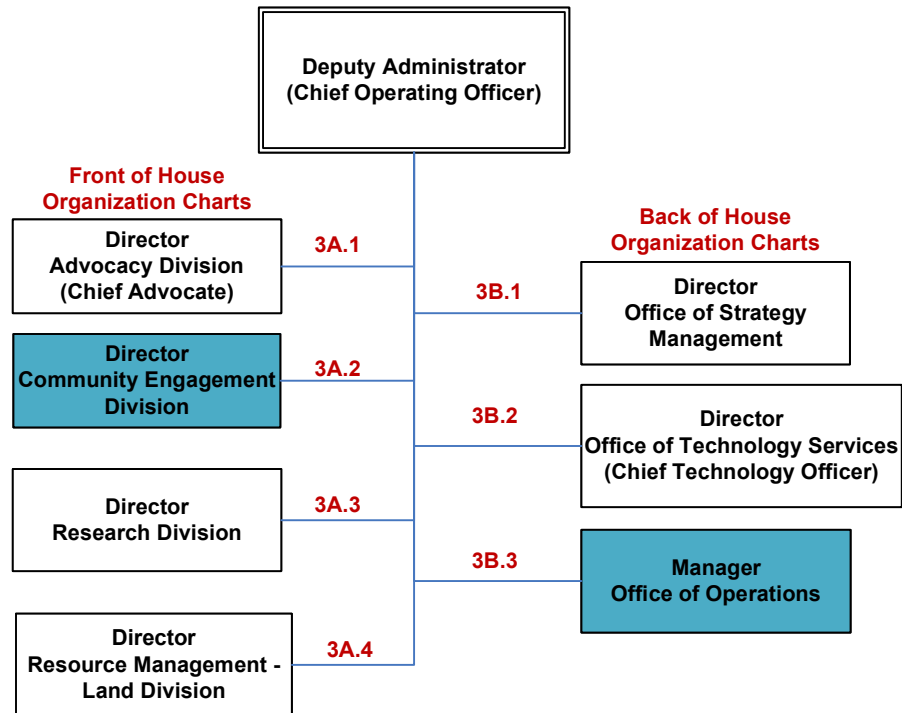 Deputy Administrator
(Chief Operating Officer)
Front of House
Organization Charts
Director
Advocacy Division
(Chief Advocate)
3A.1
Back of House
Organization Charts
3B.1
Director
Office of Strategy
Management
Director
Community Engagement
Division
3A.2
3B.2
Director
Office of Technology Services
(Chief Technology Officer)
Director
Research Division
3A.3
3B.3
Manager
Office of Operations
Director
Resource Management -
Land Division
3A.4